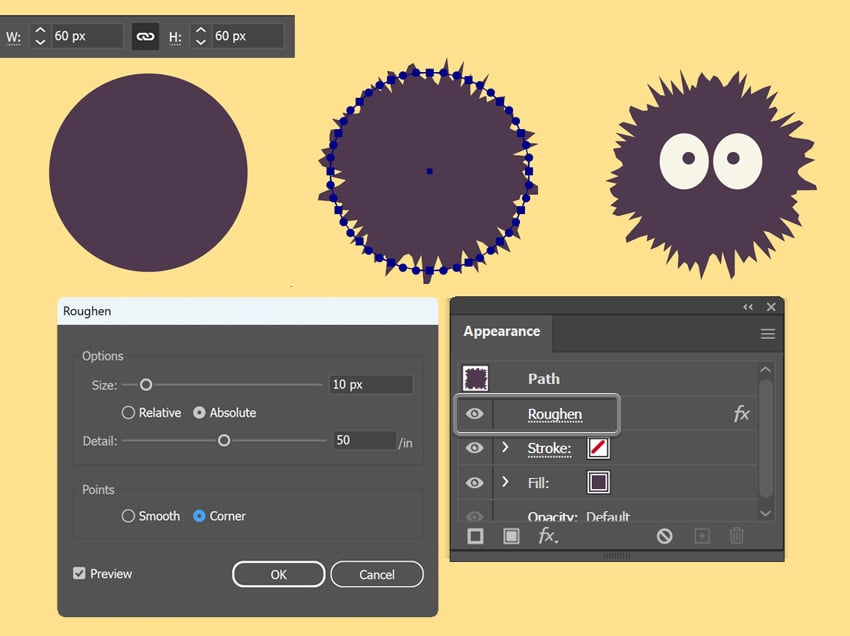 W: 60 px H: 60 px
Roughen
Options
Size: 10 px
Relative Absolute
Detail: 50 /in
Points
Smooth Corner
Preview OK Cancel
Appearance
Path
Roughen fx
Stroke:
Fill:
Opacity: Default
fx.